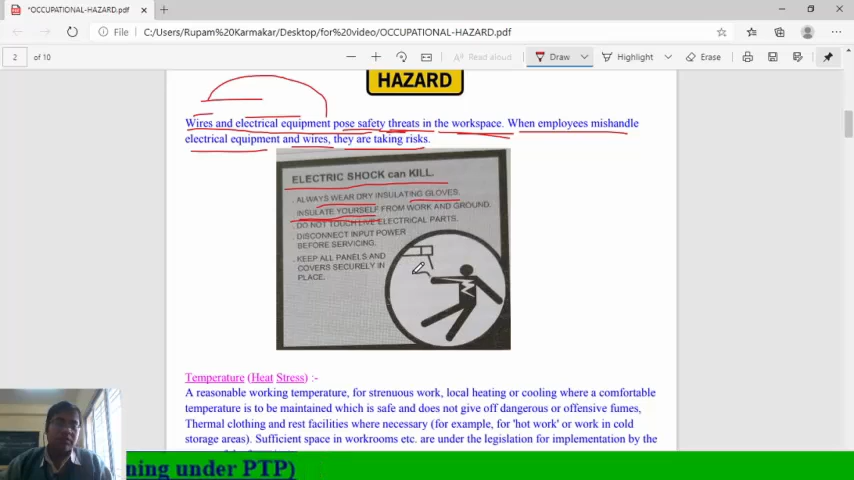 *OCCUPATIONAL-HAZARD.pdf
File
C:/Users/Rupam%20Karmakar/Desktop/for%20video/OCCUPATIONAL-HAZARD.pdf
2 of 10
Read aloud
Draw
Highlight
Erase
HAZARD
Wires and electrical equipment pose safety threats in the workspace. When employees mishandle
electrical equipment and wires, they are taking risks.
ELECTRIC SHOCK can KILL.
. ALWAYS WEAR DRY INSULATING GLOVES.
INSULATE YOURSELF FROM WORK AND GROUND.
. DO NOT TOUCH LIVE ELECTRICAL PARTS.
. DISCONNECT INPUT POWER
BEFORE SERVICING.
. KEEP ALL PANELS AND
COVERS SECURELY IN
PLACE.
Temperature (Heat Stress) :-
A reasonable working temperature, for strenuous work, local heating or cooling where a comfortable
temperature is to be maintained which is safe and does not give off dangerous or offensive fumes,
Thermal clothing and rest facilities where necessary (for example, for 'hot work' or work in cold
storage areas). Sufficient space in workrooms etc. are under the legislation for implementation by the
ning under PTP)